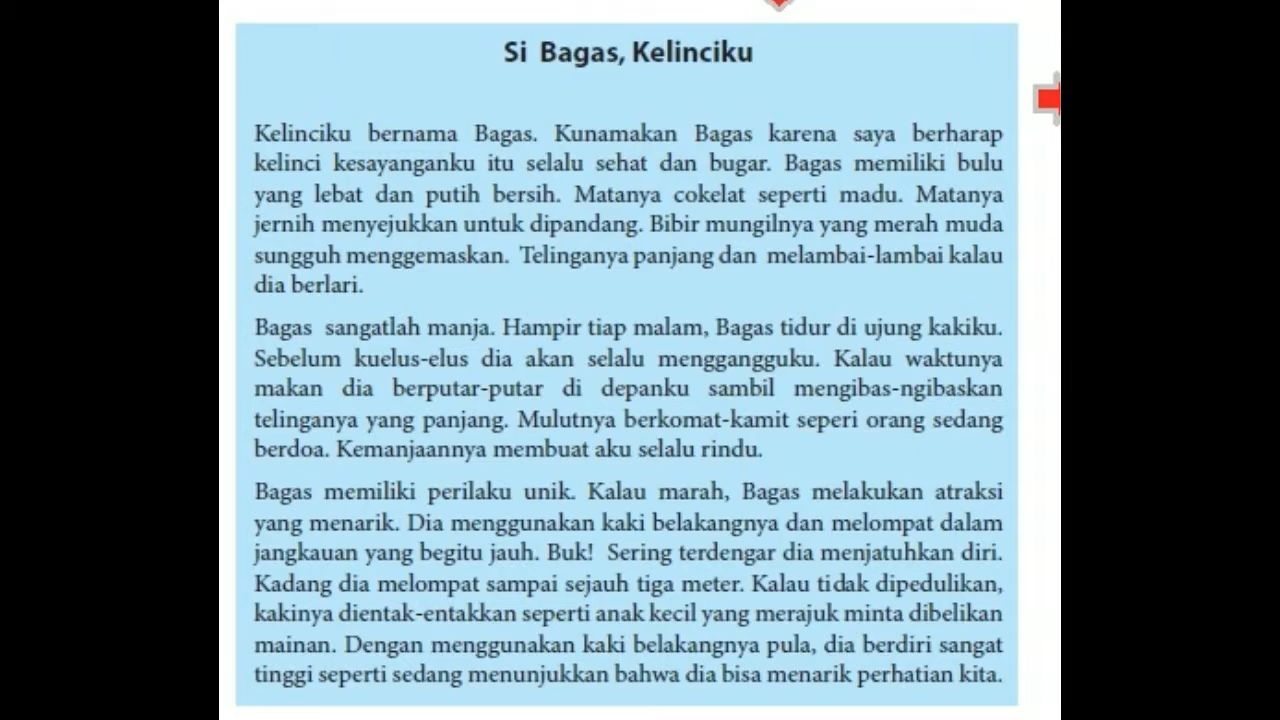 Si Bagas, Kelinciku
Kelinciku bernama Bagas. Kunamakan Bagas karena saya berharap
kelinci kesayanganku itu selalu sehat dan bugar. Bagas memiliki bulu
yang lebat dan putih bersih. Matanya cokelat seperti madu. Matanya
jernih menyejukkan untuk dipandang. Bibir mungilnya yang merah muda
sungguh menggemaskan. Telinganya panjang dan melambai-lambai kalau
dia berlari.
Bagas sangatlah manja. Hampir tiap malam, Bagas tidur di ujung kakiku.
Sebelum kuelus-elus dia akan selalu menggangguku. Kalau waktunya
makan dia berputar-putar di depanku sambil mengibas-ngibaskan
telinganya yang panjang. Mulutnya berkomat-kamit seperi orang sedang
berdoa. Kemanjaannya membuat aku selalu rindu.
Bagas memiliki perilaku unik. Kalau marah, Bagas melakukan atraksi
yang menarik. Dia menggunakan kaki belakangnya dan melompat dalam
jangkauan yang begitu jauh. Buk! Sering terdengar dia menjatuhkan diri.
Kadang dia melompat sampai sejauh tiga meter. Kalau tidak dipedulikan,
kakinya dientak-entakkan seperti anak kecil yang merajuk minta dibelikan
mainan. Dengan menggunakan kaki belakangnya pula, dia berdiri sangat
tinggi seperti sedang menunjukkan bahwa dia bisa menarik perhatian kita.